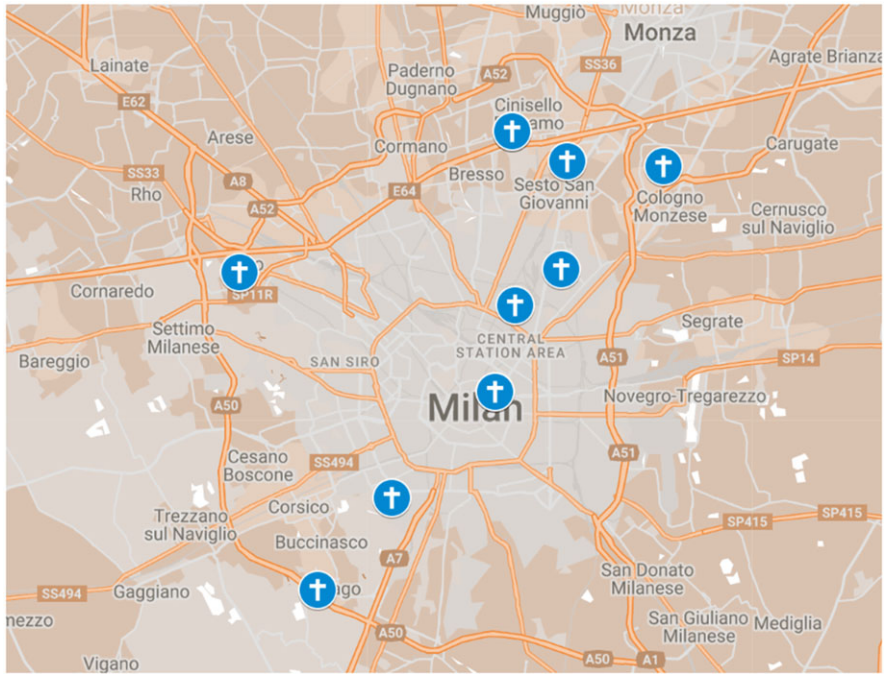 Muggiò
Monza
Monza
Lainate
Agrate Brianza
Paderno
Dugnano
A52
SS36
E62
Cinisello
Arese
Cormano
Carugate
SS33
Bresso
A8
Sesto San
Giovanni
Rho
E64
Cologno
Monzese
A52
Cernusco
sul Naviglio
Cornaredo
SP11R
Settimo
Milanese
Segrate
CENTRAL
STATION AREA
Bareggio
SAN SIRO
A51
SP14
A50
Milan
Novegro-Tregarezzo
Cesano
Boscone
SS494
A51
Corsico
Trezzano
sul Naviglio
SP415
SP415
Buccinasco
A7
San Donato
Milanese
SS494
Gaggiano
San Giuliano
Milanese
Mediglia
A50
Vigano
A50
A1